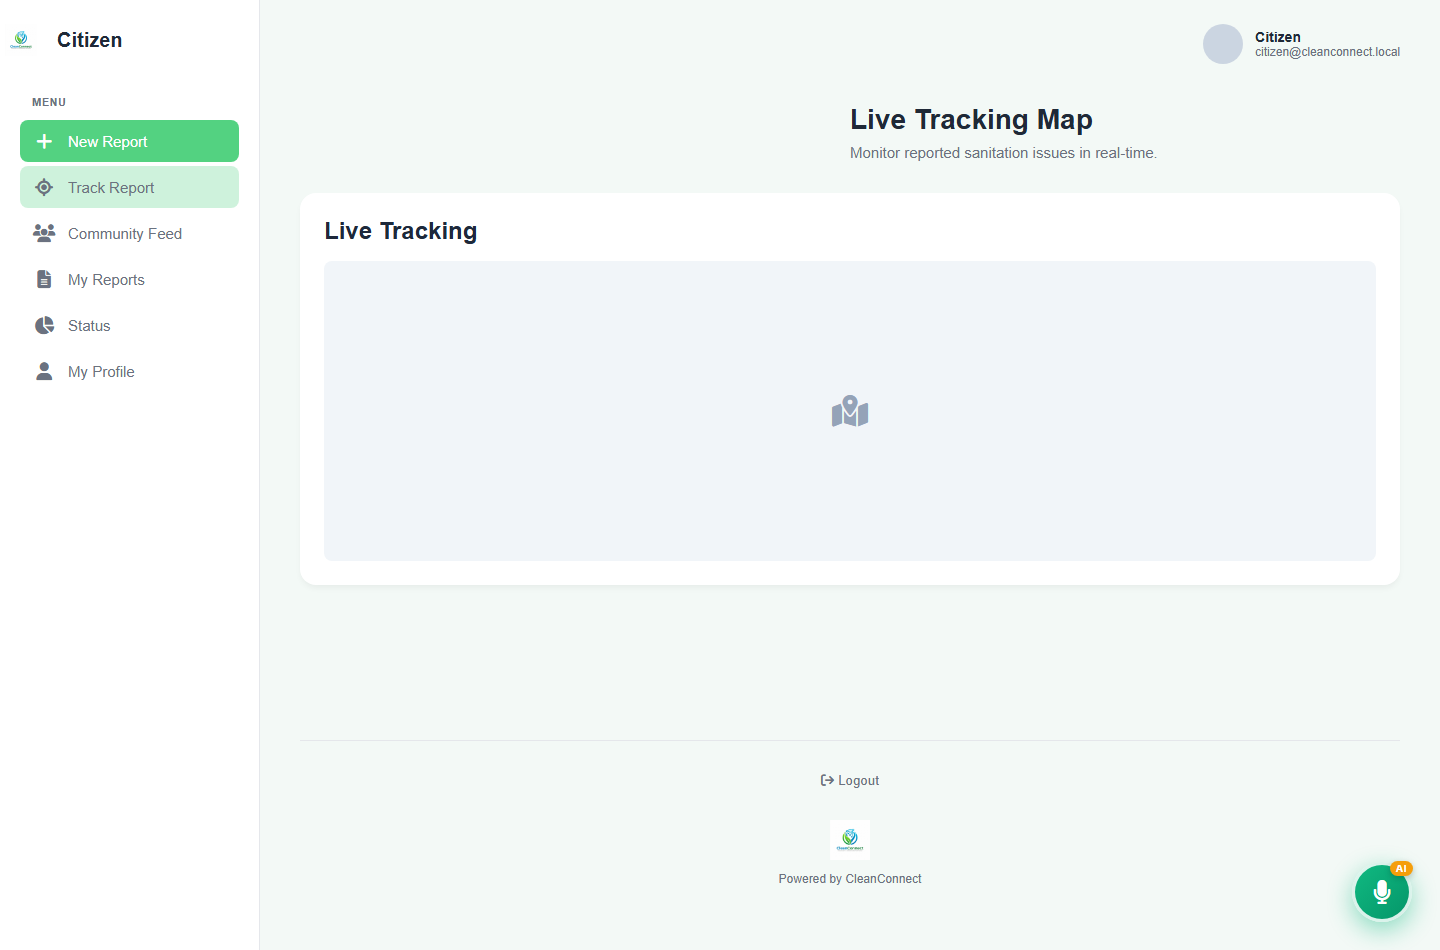 Citizen
MENU
New Report
Track Report
Community Feed
My Reports
Status
My Profile
Citizen
citizen@cleanconnect.local
Live Tracking Map
Monitor reported sanitation issues in real-time.
Live Tracking
Logout
CleanConnect
Powered by CleanConnect
AI